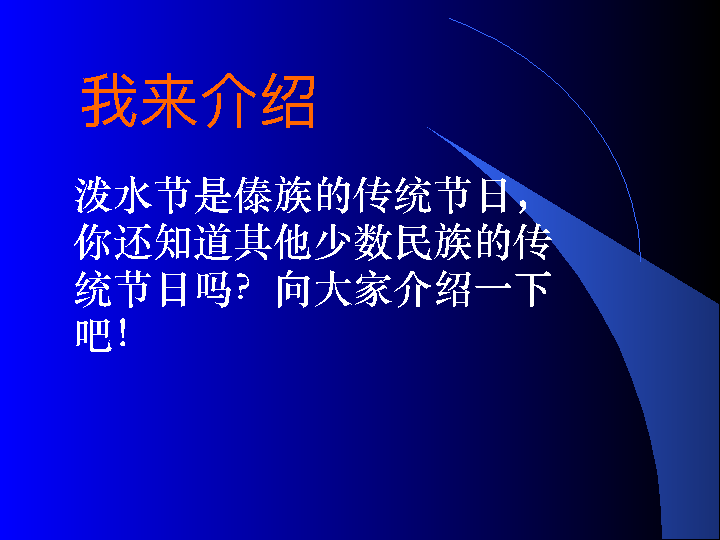 我来介绍
泼水节是傣族的传统节日，
你还知道其他少数民族的传
统节日吗？向大家介绍一下
吧！